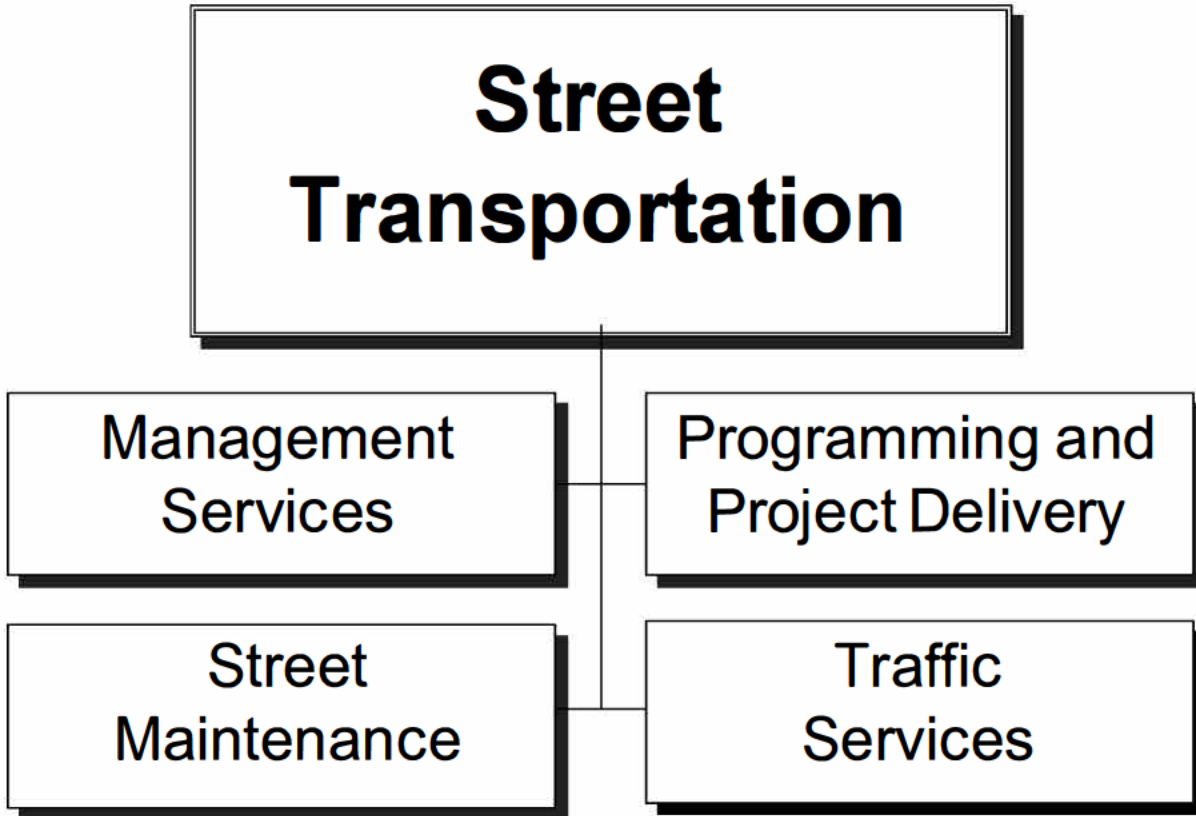 Street
Transportation
Management
Services
Programming and
Project Delivery
Street
Maintenance
Traffic
Services